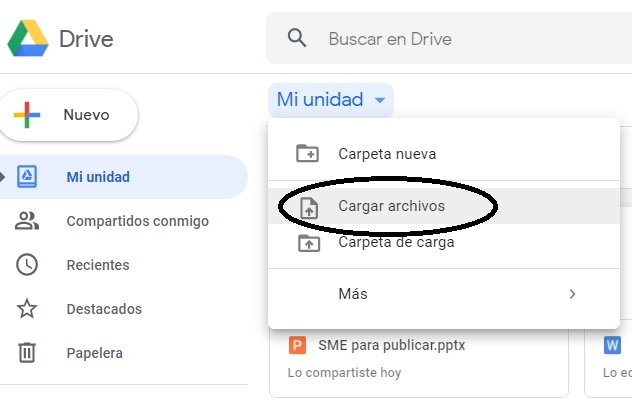 Drive
Buscar en Drive
Mi unidad
Nuevo
Carpeta nueva
Mi unidad
Cargar archivos
Compartidos conmigo
Carpeta de carga
Recientes
Más
Destacados
Papelera
P SME para publicar.pptx
W
Lo compartiste hoy
Lo ed